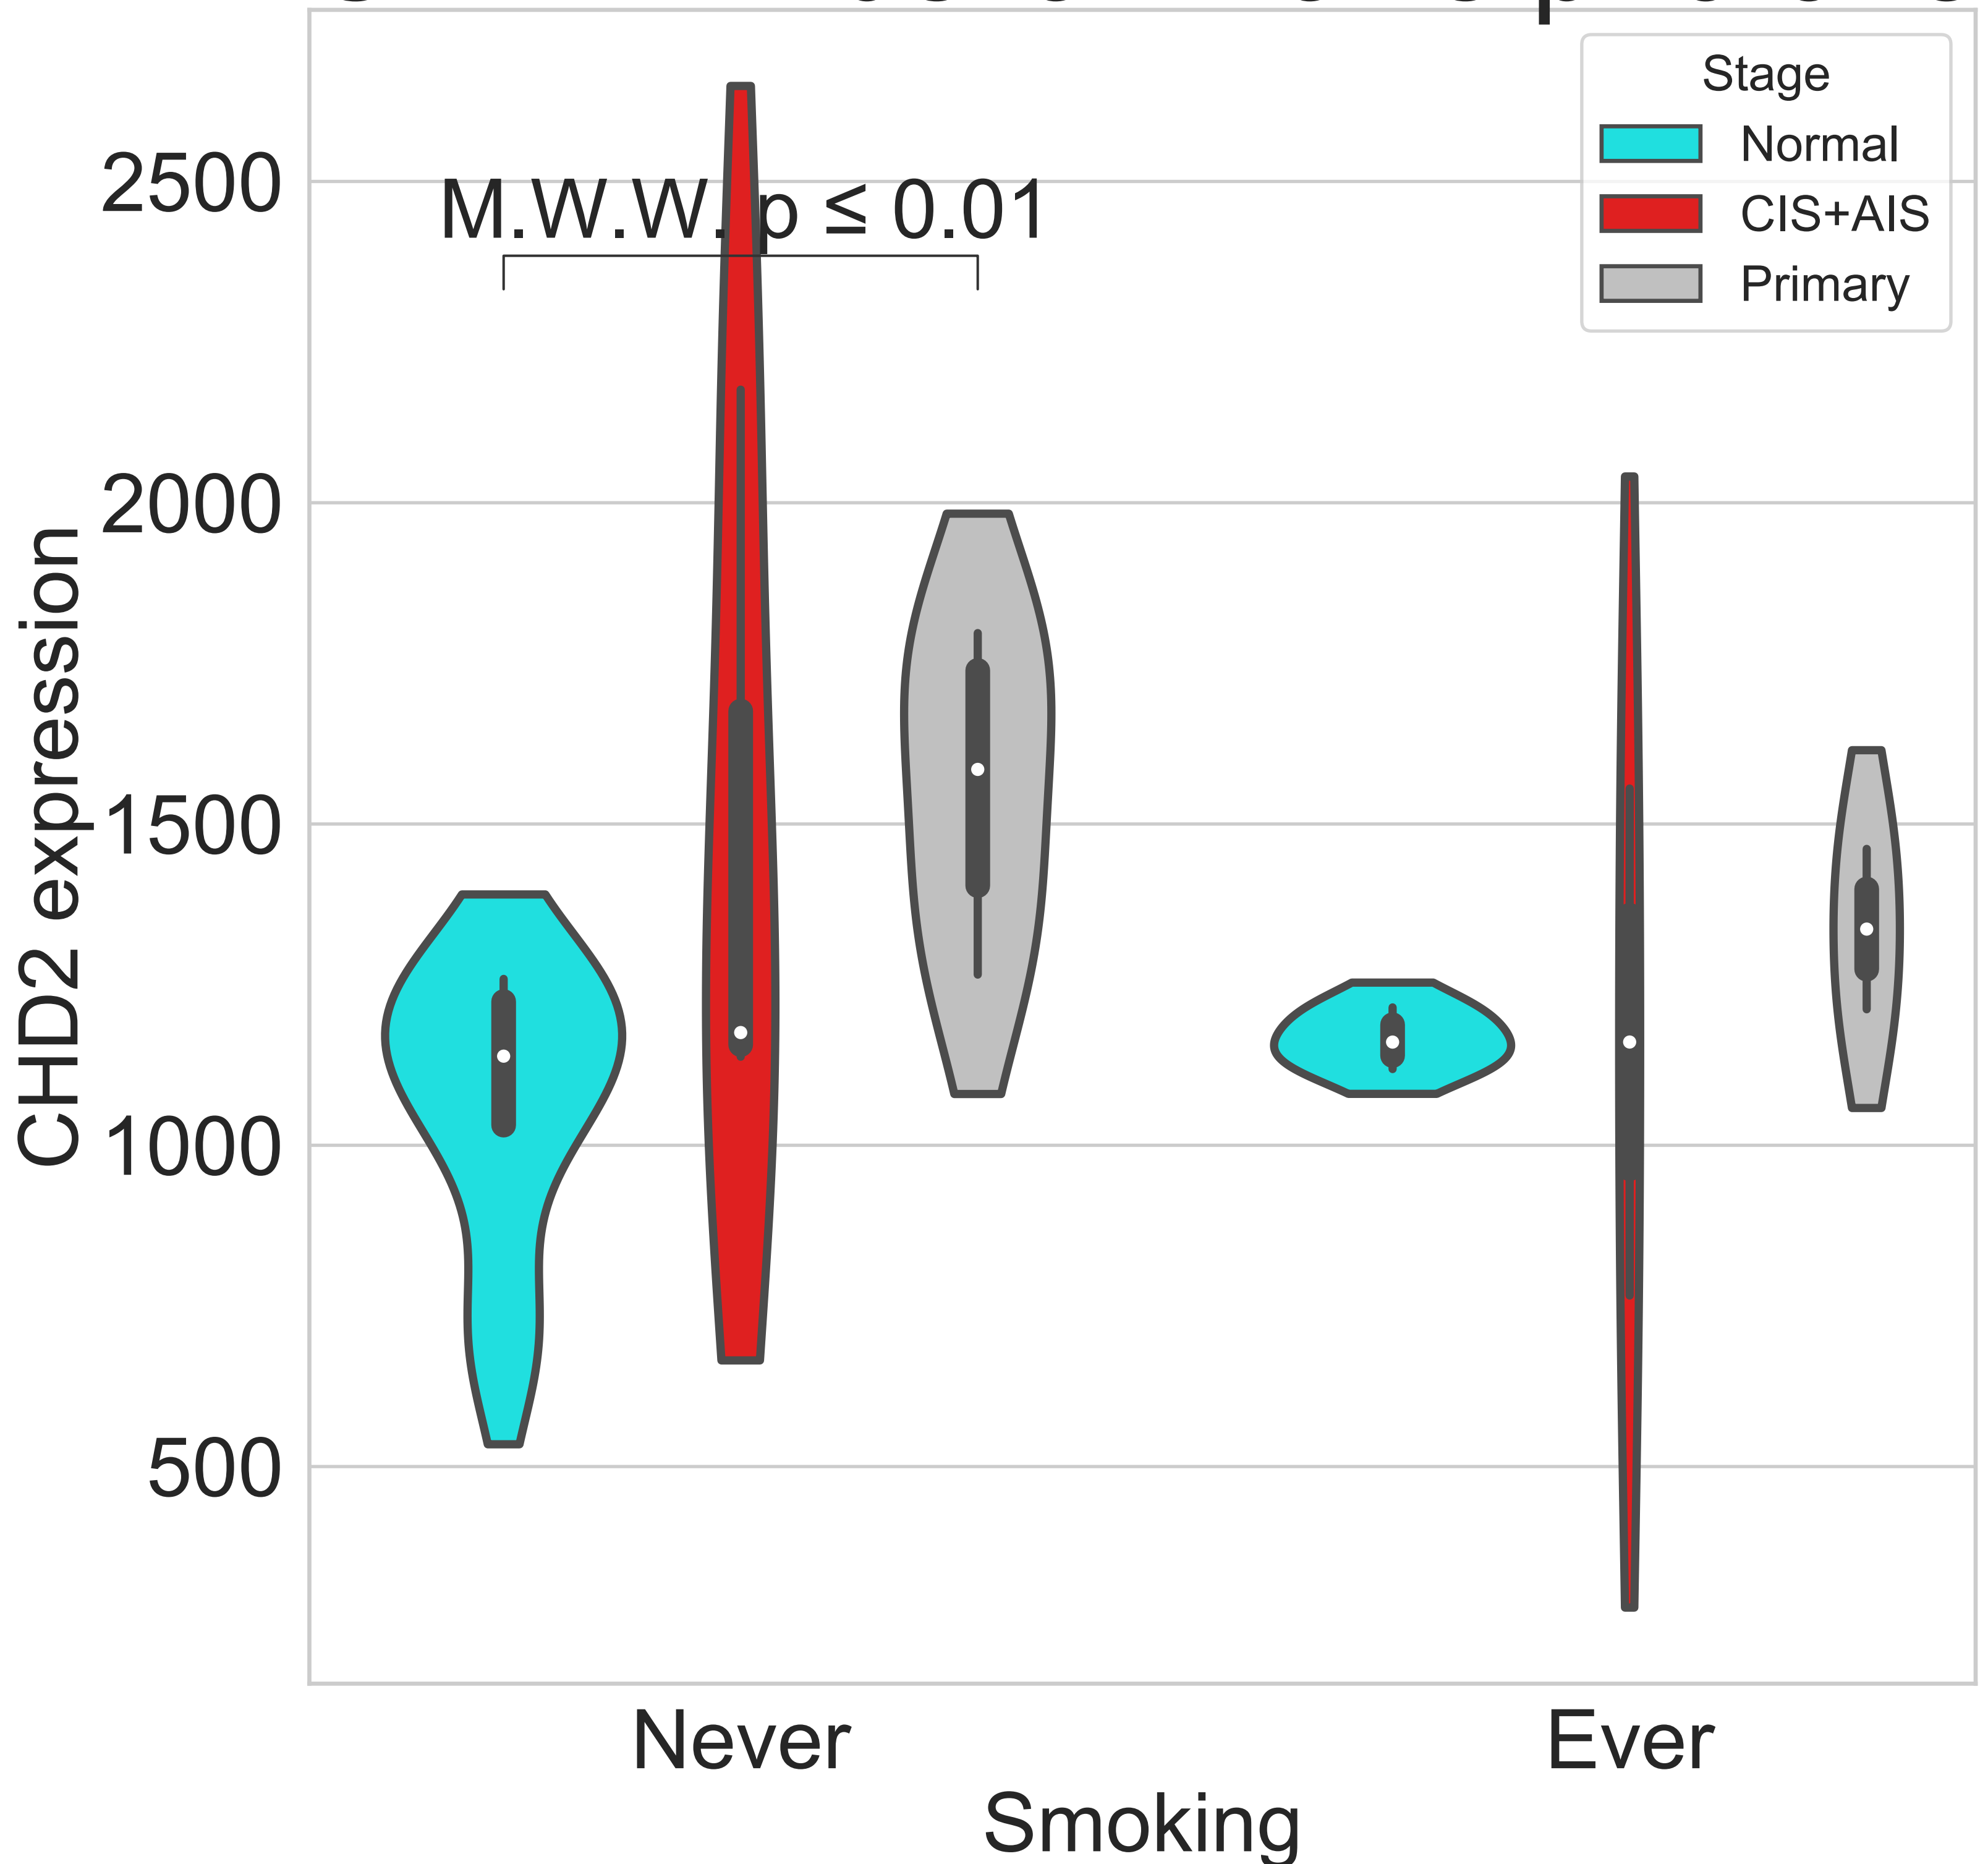 Stage
Normal
CIS+AIS
Primary
2500
M.W.W. p ≤ 0.01
2000
1500
1000
500
CHD2 expression
Never
Ever
Smoking